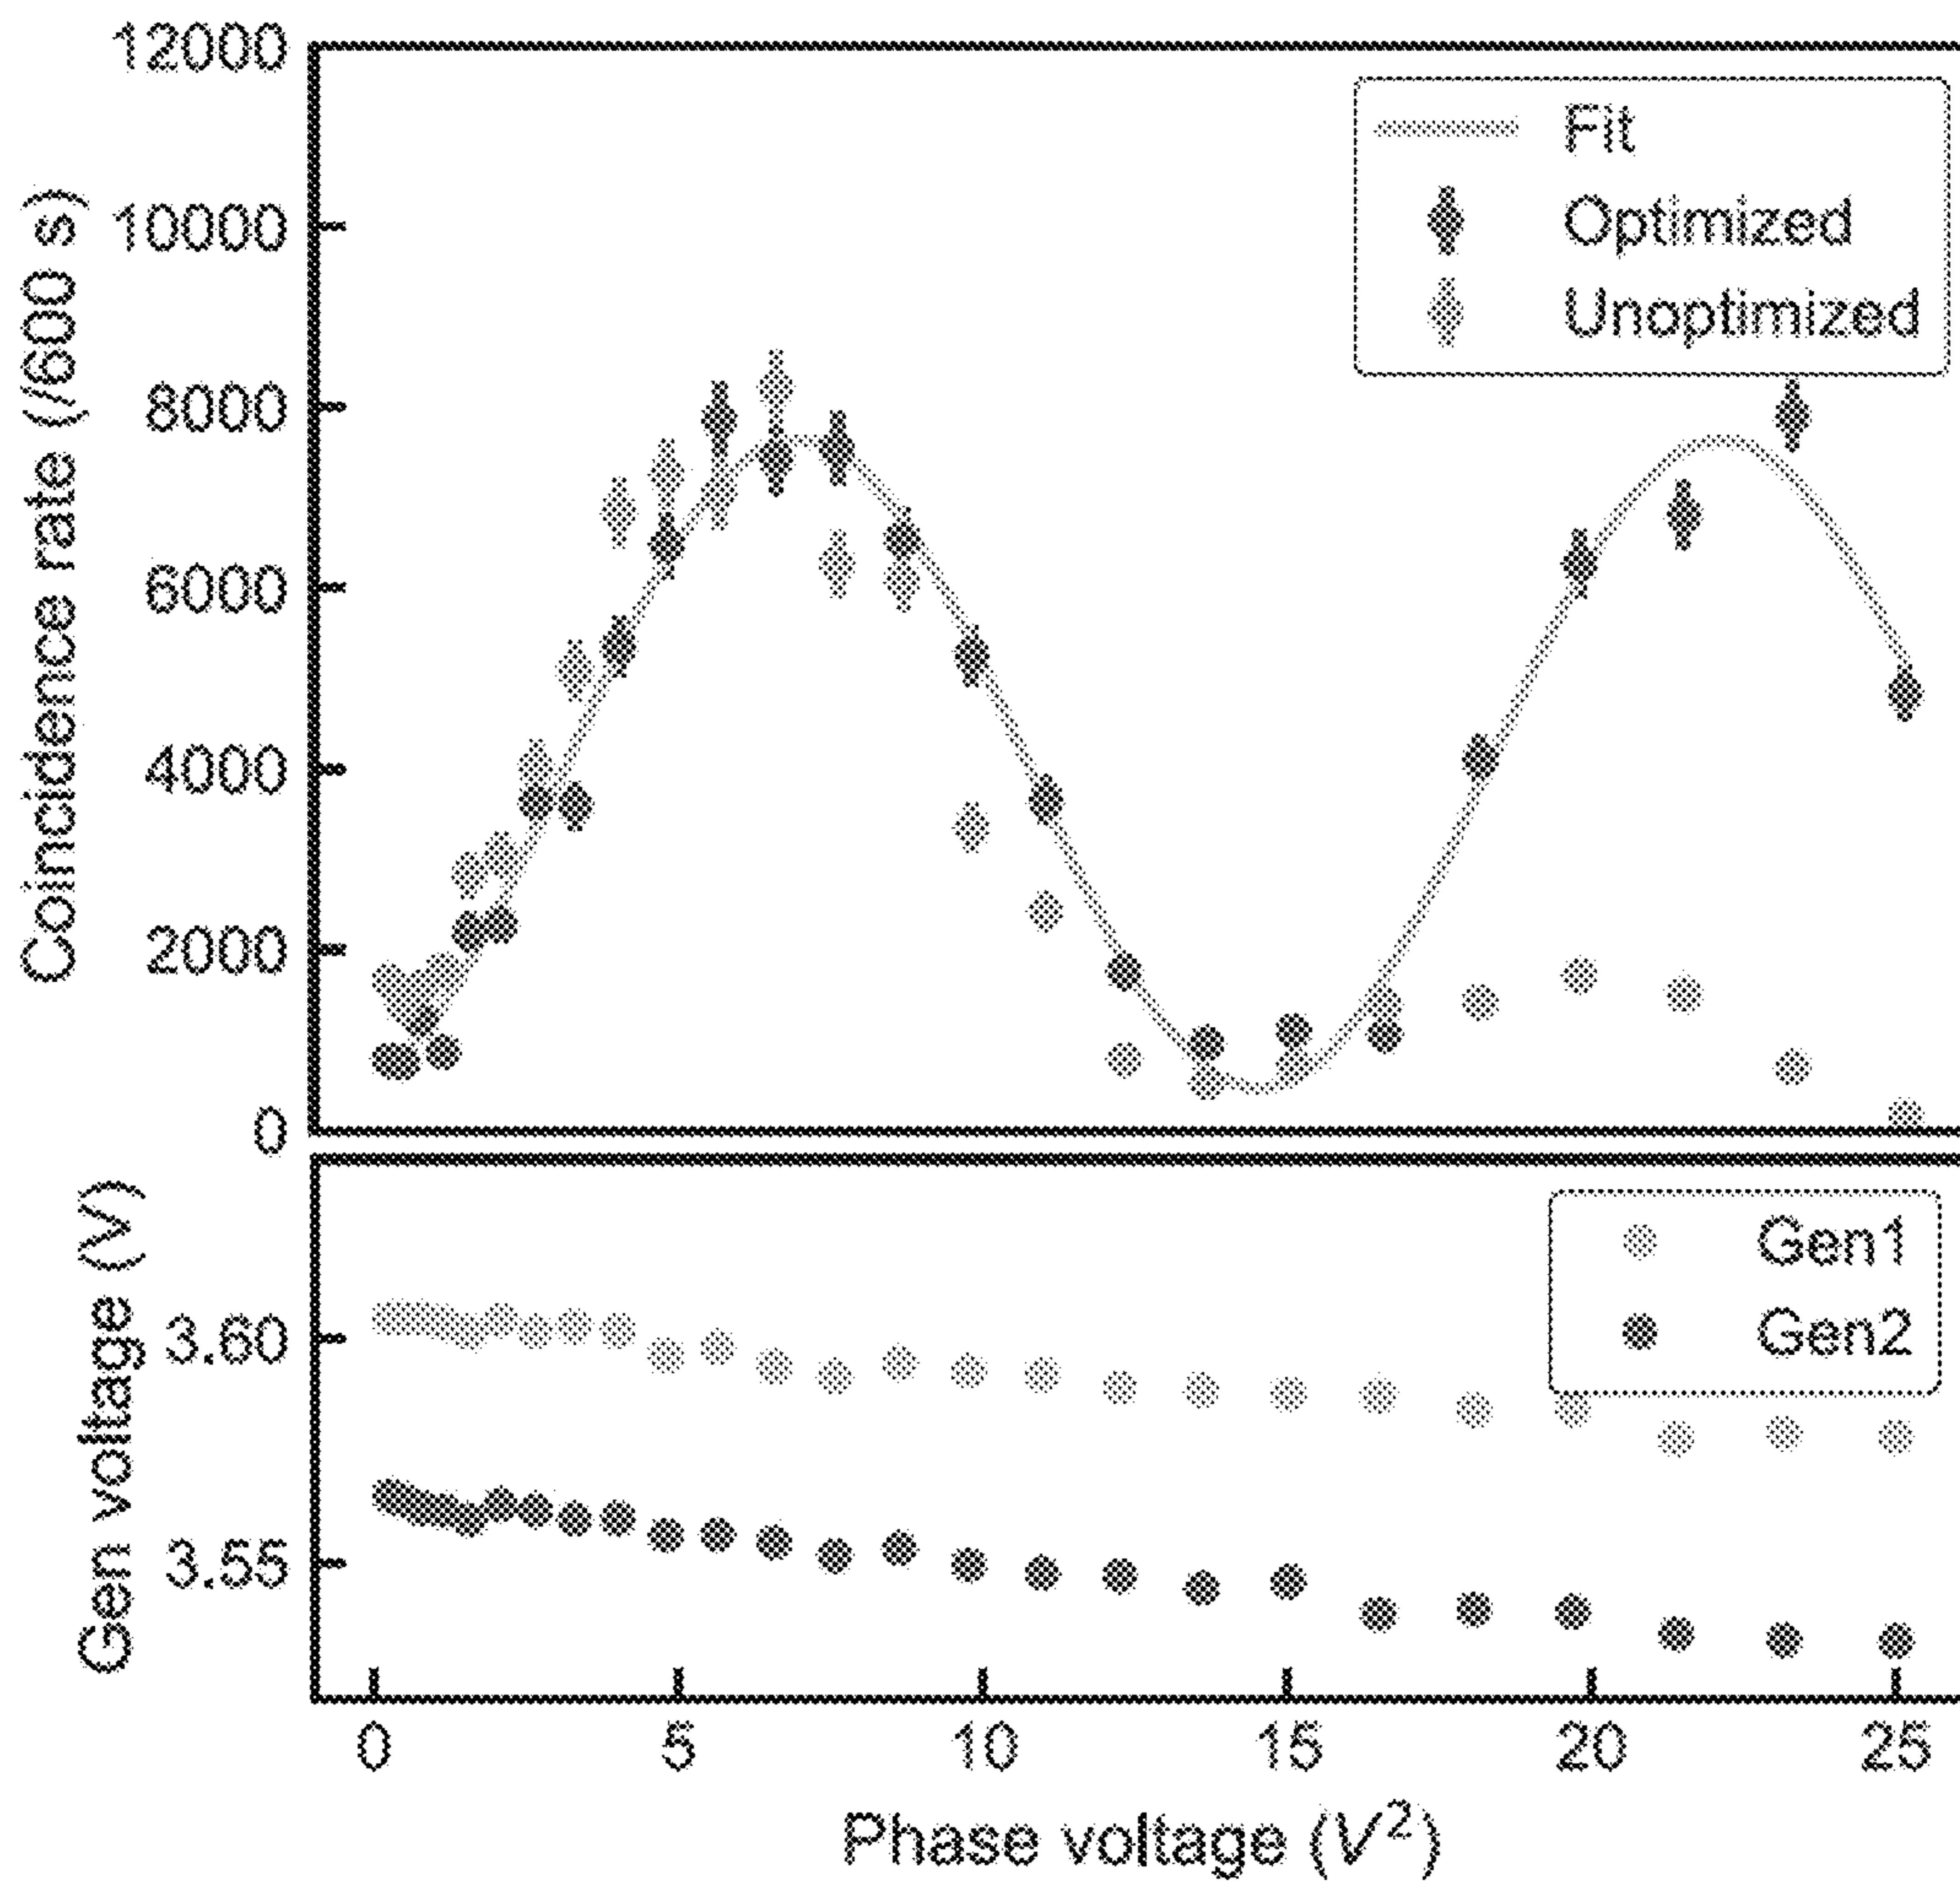 12000
10000
8000
6000
4000
2000
0
Coincidence rate (/600 s)
Fit
Optimized
Unoptimized
Gen voltage (V)
3.60
3.55
Gen1
Gen2
0 5 10 15 20 25
Phase voltage (V²)